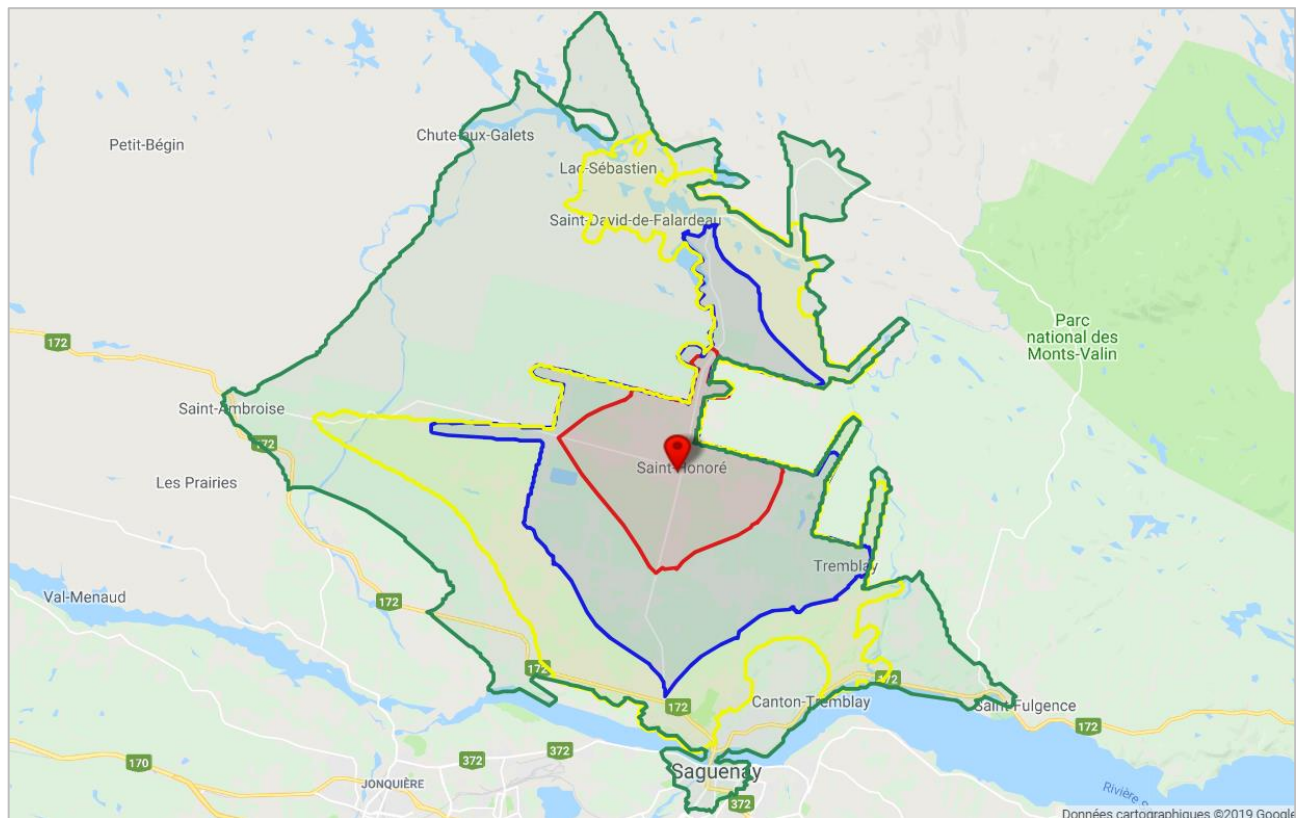 Chute-aux-Galets
Petit-Bégin
Lac-Sébastien
Saint-David-de-Falardeau
Parc
national des
Monts-Valin
172
Saint-Ambroise
172
Saint-Honoré
Les Prairies
Tremblay
Val-Menaud
172
172
172
Canton-Tremblay
172
Saint Fulgence
172
372
372
170
Saguenay
JONQUIÈRE
372
Rivière S
Données cartographiques ©2019 Google